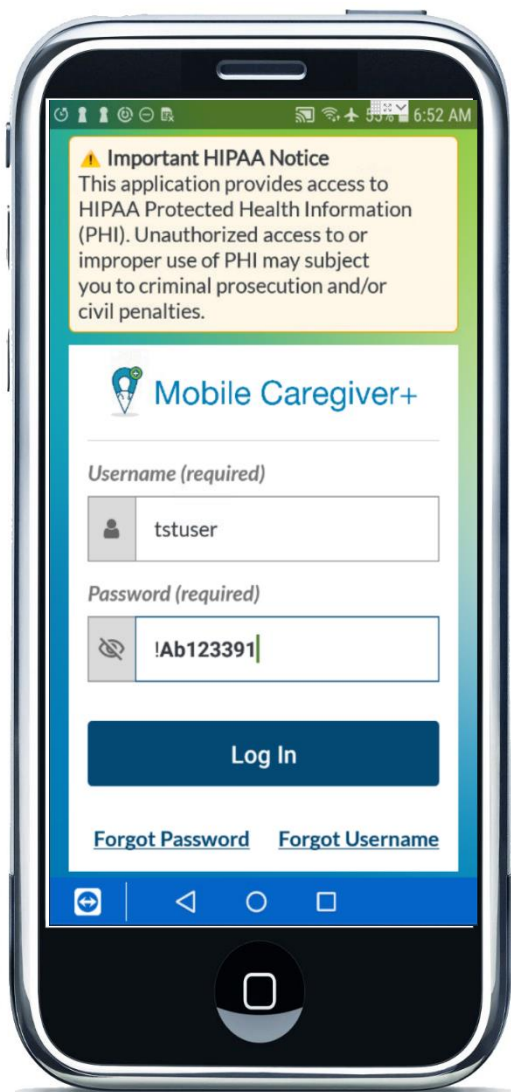 6:52 AM
Important HIPAA Notice
This application provides access to
HIPAA Protected Health Information
(PHI). Unauthorized access to or
improper use of PHI may subject
you to criminal prosecution and/or
civil penalties.
Mobile Caregiver+
Username (required)
tstuser
Password (required)
!Ab123391
Log In
Forgot Password Forgot Username